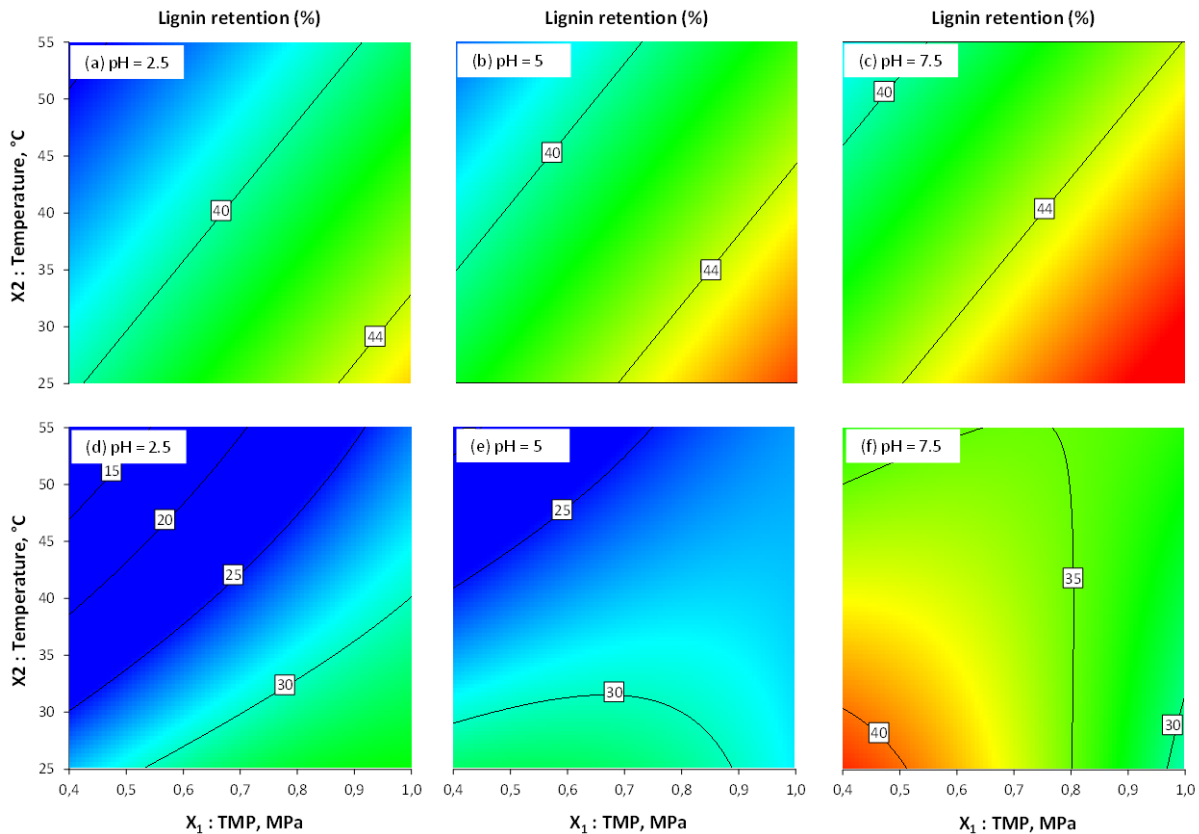 Lignin retention (%)
Lignin retention (%)
Lignin retention (%)
55
50
45
40
35
30
25
X2 : Temperature, °C
(a) pH = 2.5
40
44
(b) pH = 5
40
44
(c) pH = 7.5
40
44
55
50
45
40
35
30
25
X2 : Temperature, °C
(d) pH = 2.5
15
20
25
30
(e) pH = 5
25
30
(f) pH = 7.5
35
40
30
0,4 0,5 0,6 0,7 0,8 0,9 1,0
0,4 0,5 0,6 0,7 0,8 0,9 1,0
0,4 0,5 0,6 0,7 0,8 0,9 1,0
X₁ : TMP, MPa
X₁ : TMP, MPa
X₁ : TMP, MPa